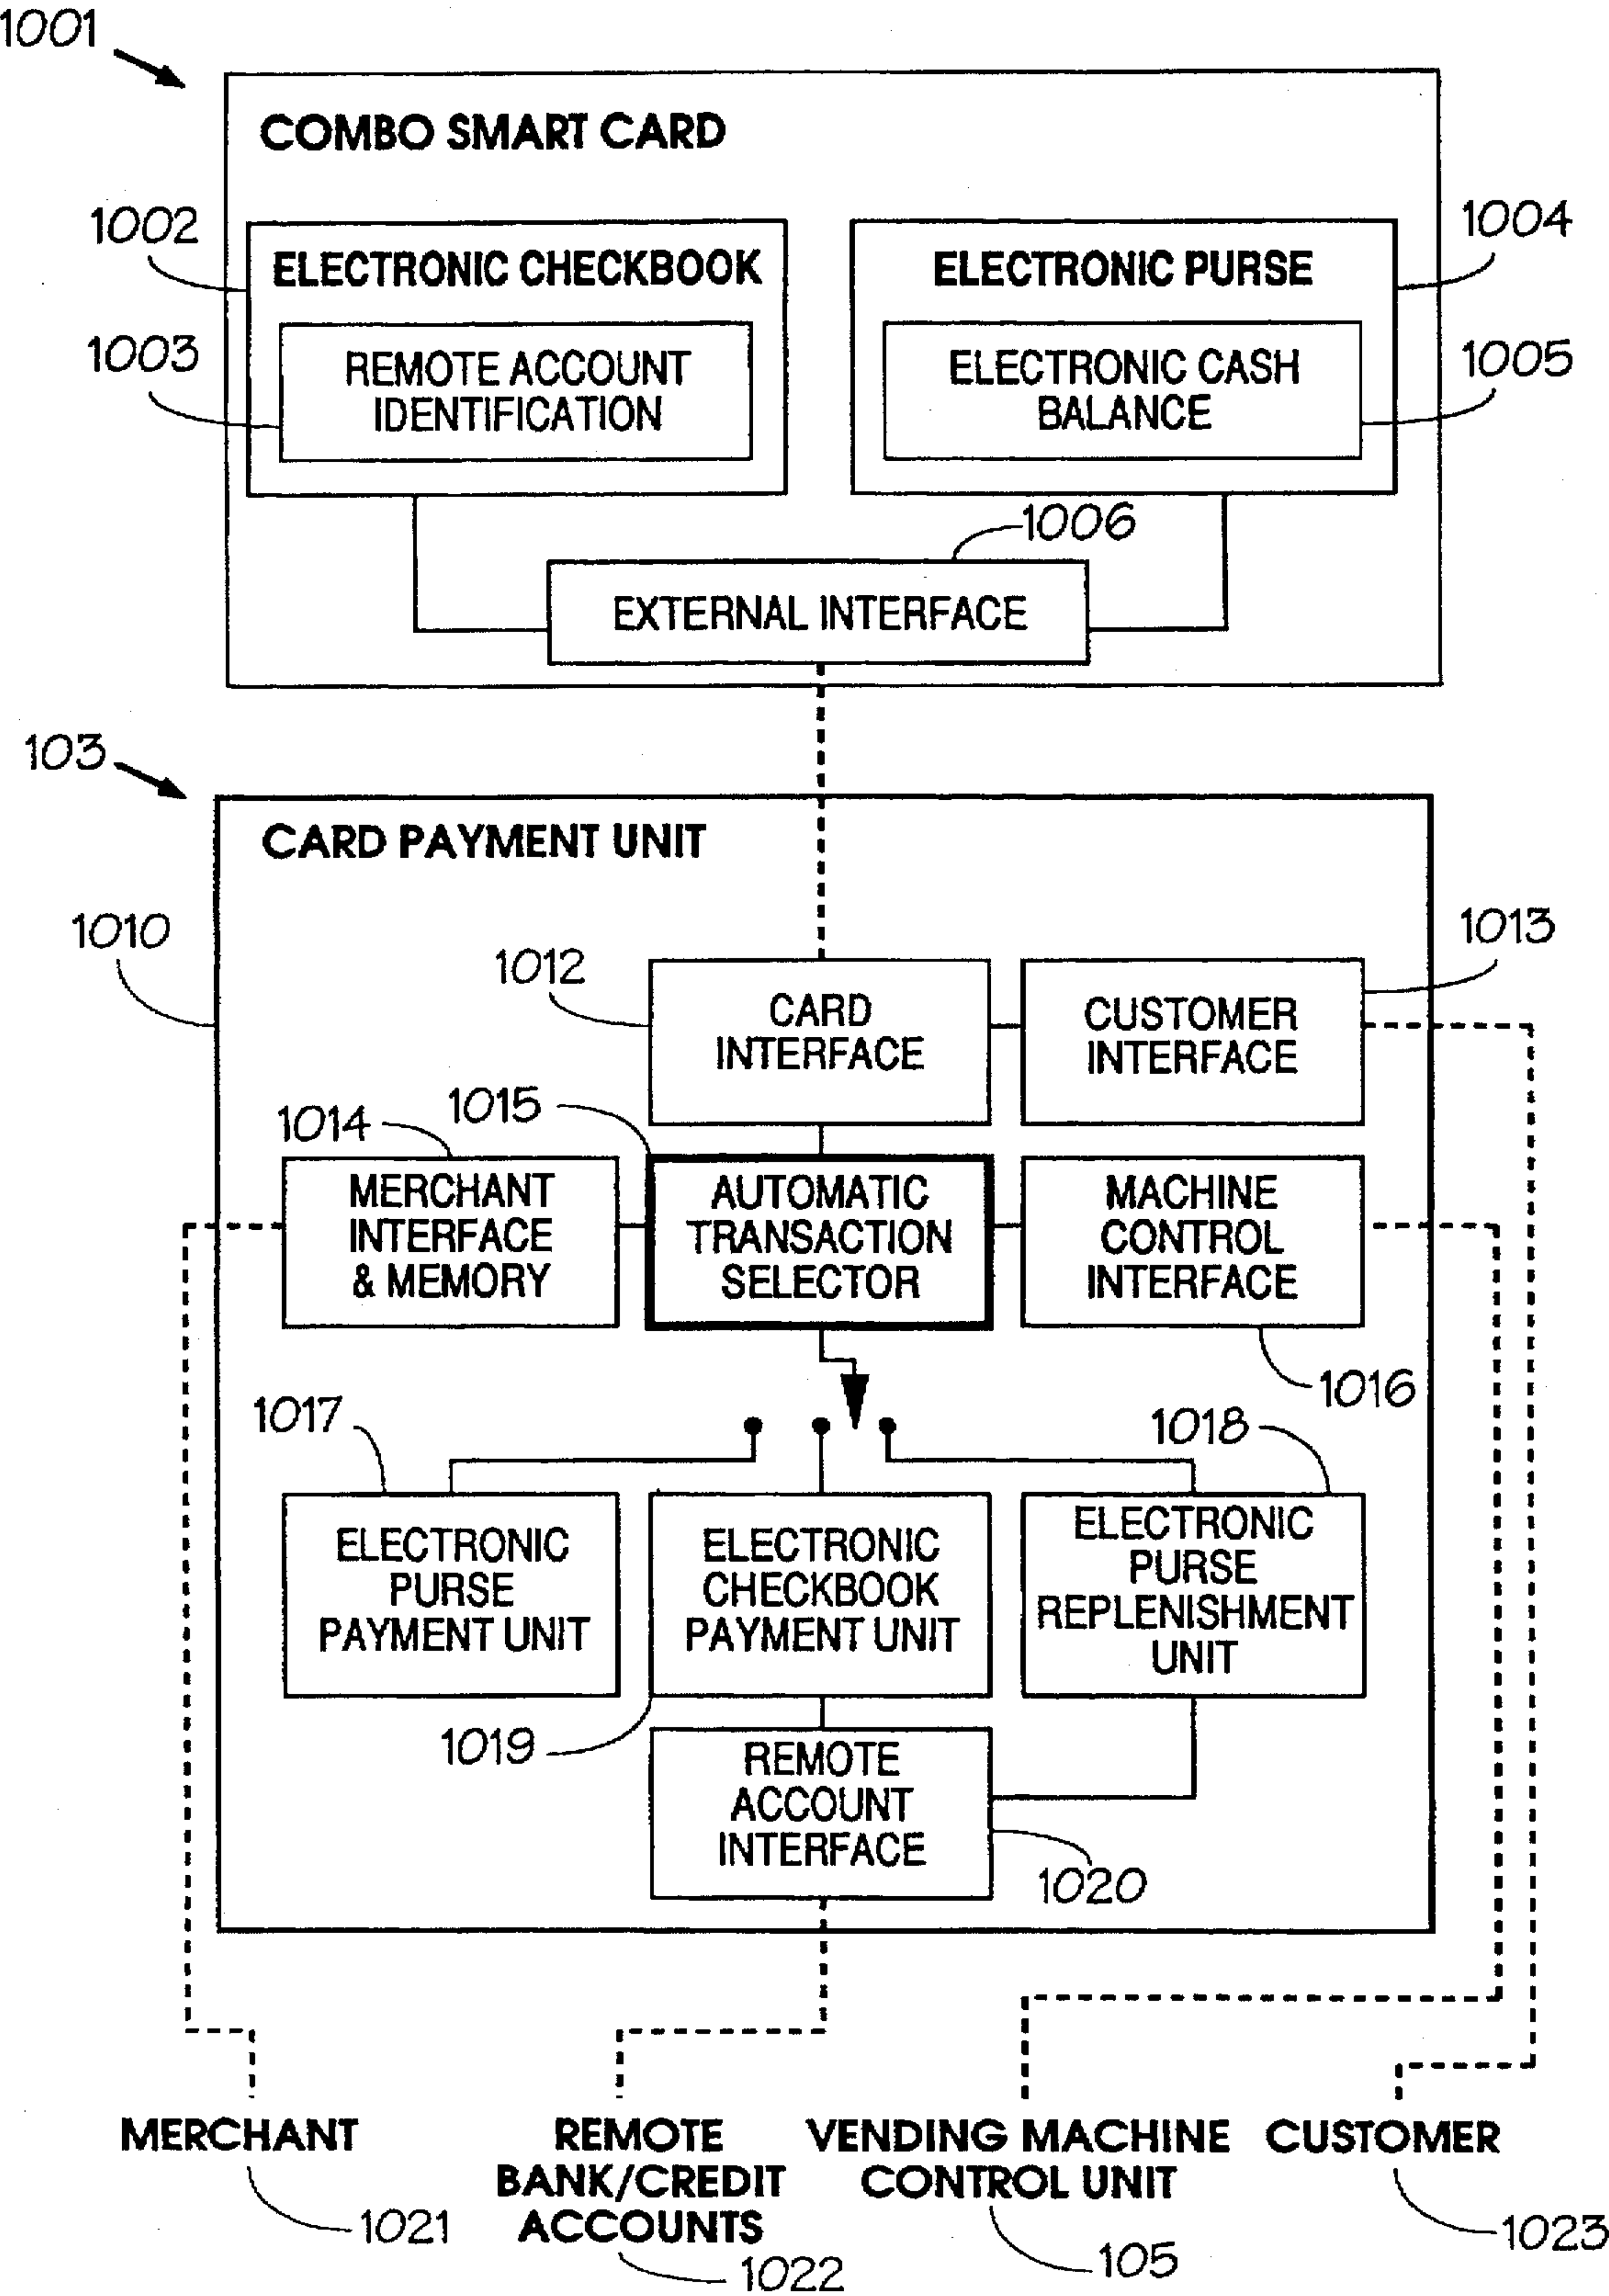 1001
COMBO SMART CARD
1002
1004
ELECTRONIC CHECKBOOK
ELECTRONIC PURSE
1003
1005
REMOTE ACCOUNT
IDENTIFICATION
ELECTRONIC CASH
BALANCE
1006
EXTERNAL INTERFACE
103
CARD PAYMENT UNIT
1010
1012
1013
CARD
INTERFACE
CUSTOMER
INTERFACE
1014
1015
MERCHANT
INTERFACE
& MEMORY
AUTOMATIC
TRANSACTION
SELECTOR
MACHINE
CONTROL
INTERFACE
1016
1017
1018
ELECTRONIC
PURSE
PAYMENT UNIT
ELECTRONIC
CHECKBOOK
PAYMENT UNIT
ELECTRONIC
PURSE
REPLENISHMENT
UNIT
1019
REMOTE
ACCOUNT
INTERFACE
1020
MERCHANT
1021
REMOTE
BANK/CREDIT
ACCOUNTS
1022
VENDING MACHINE
CONTROL UNIT
105
CUSTOMER
1023